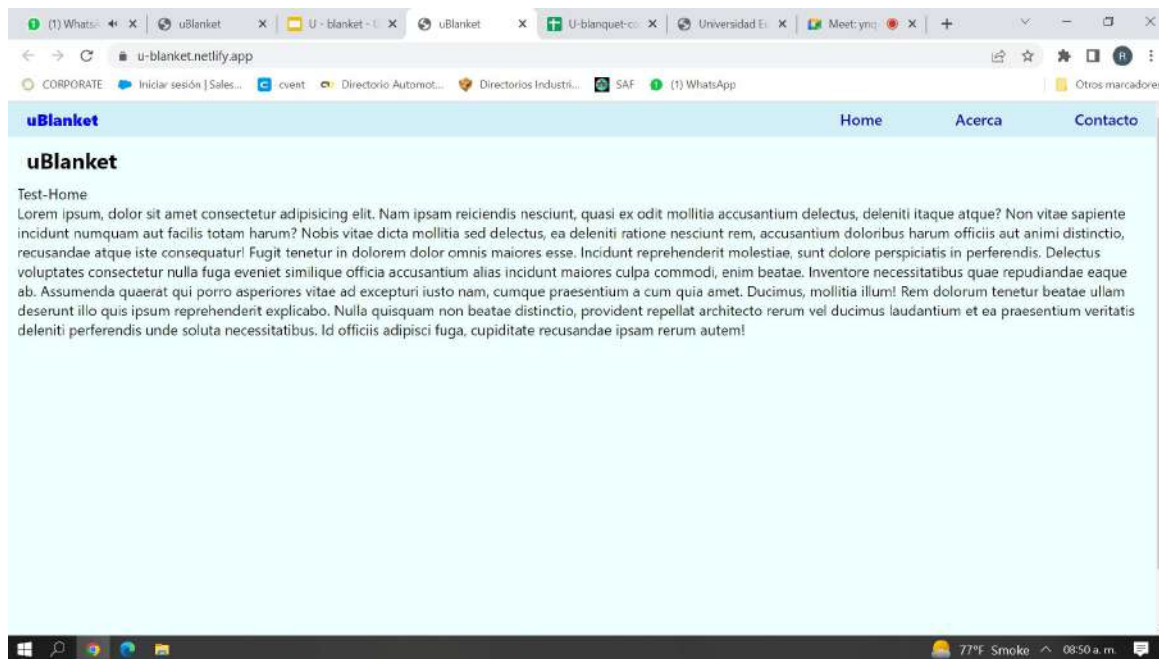 (1) Whats
uBlanket
U - blanket -
uBlanket
U-blanquet-co
Universidad E
Meet: ynq
u-blanket.netlify.app
R
CORPORATE
Iniciar sesión | Sales...
cvent
Directorio Automot...
Directorios Industri...
SAF
(1) WhatsApp
Otros marcadores
uBlanket Home Acerca Contacto
uBlanket
Test-Home
Lorem ipsum, dolor sit amet consectetur adipisicing elit. Nam ipsam reiciendis nesciunt, quasi ex odit mollitia accusantium delectus, deleniti itaque atque? Non vitae sapiente
incidunt numquam aut facilis totam harum? Nobis vitae dicta mollitia sed delectus, ea deleniti ratione nesciunt rem, accusantium doloribus harum officiis aut animi distinctio,
recusandae atque iste consequatur! Fugit tenetur in dolorem dolor omnis maiores esse. Incidunt reprehenderit molestiae, sunt dolore perspiciatis in perferendis. Delectus
voluptates consectetur nulla fuga eveniet similique officia accusantium alias incidunt maiores culpa commodi, enim beatae. Inventore necessitatibus quae repudiandae eaque
ab. Assumenda quaerat qui porro asperiores vitae ad excepturi iusto nam, cumque praesentium a cum quia amet. Ducimus, mollitia illum! Rem dolorum tenetur beatae ullam
deserunt illo quis ipsum reprehenderit explicabo. Nulla quisquam non beatae distinctio, provident repellat architecto rerum vel ducimus laudantium et ea praesentium veritatis
deleniti perferendis unde soluta necessitatibus. Id officiis adipisci fuga, cupiditate recusandae ipsam rerum autem!
77°F Smoke 08:50 a. m.